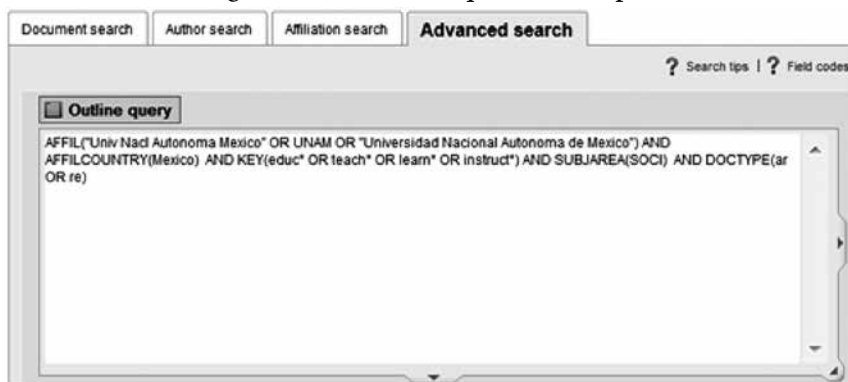 Document search Author search Affiliation search Advanced search
? Search tips | ? Field codes
Outline query
AFFIL("Univ Nacl Autonoma Mexico" OR UNAM OR "Universidad Nacional Autonoma de Mexico") AND
AFFILCOUNTRY(Mexico) AND KEY(educ* OR teach* OR learn* OR instruct*) AND SUBJAREA(SOCI) AND DOCTYPE(ar
OR re)